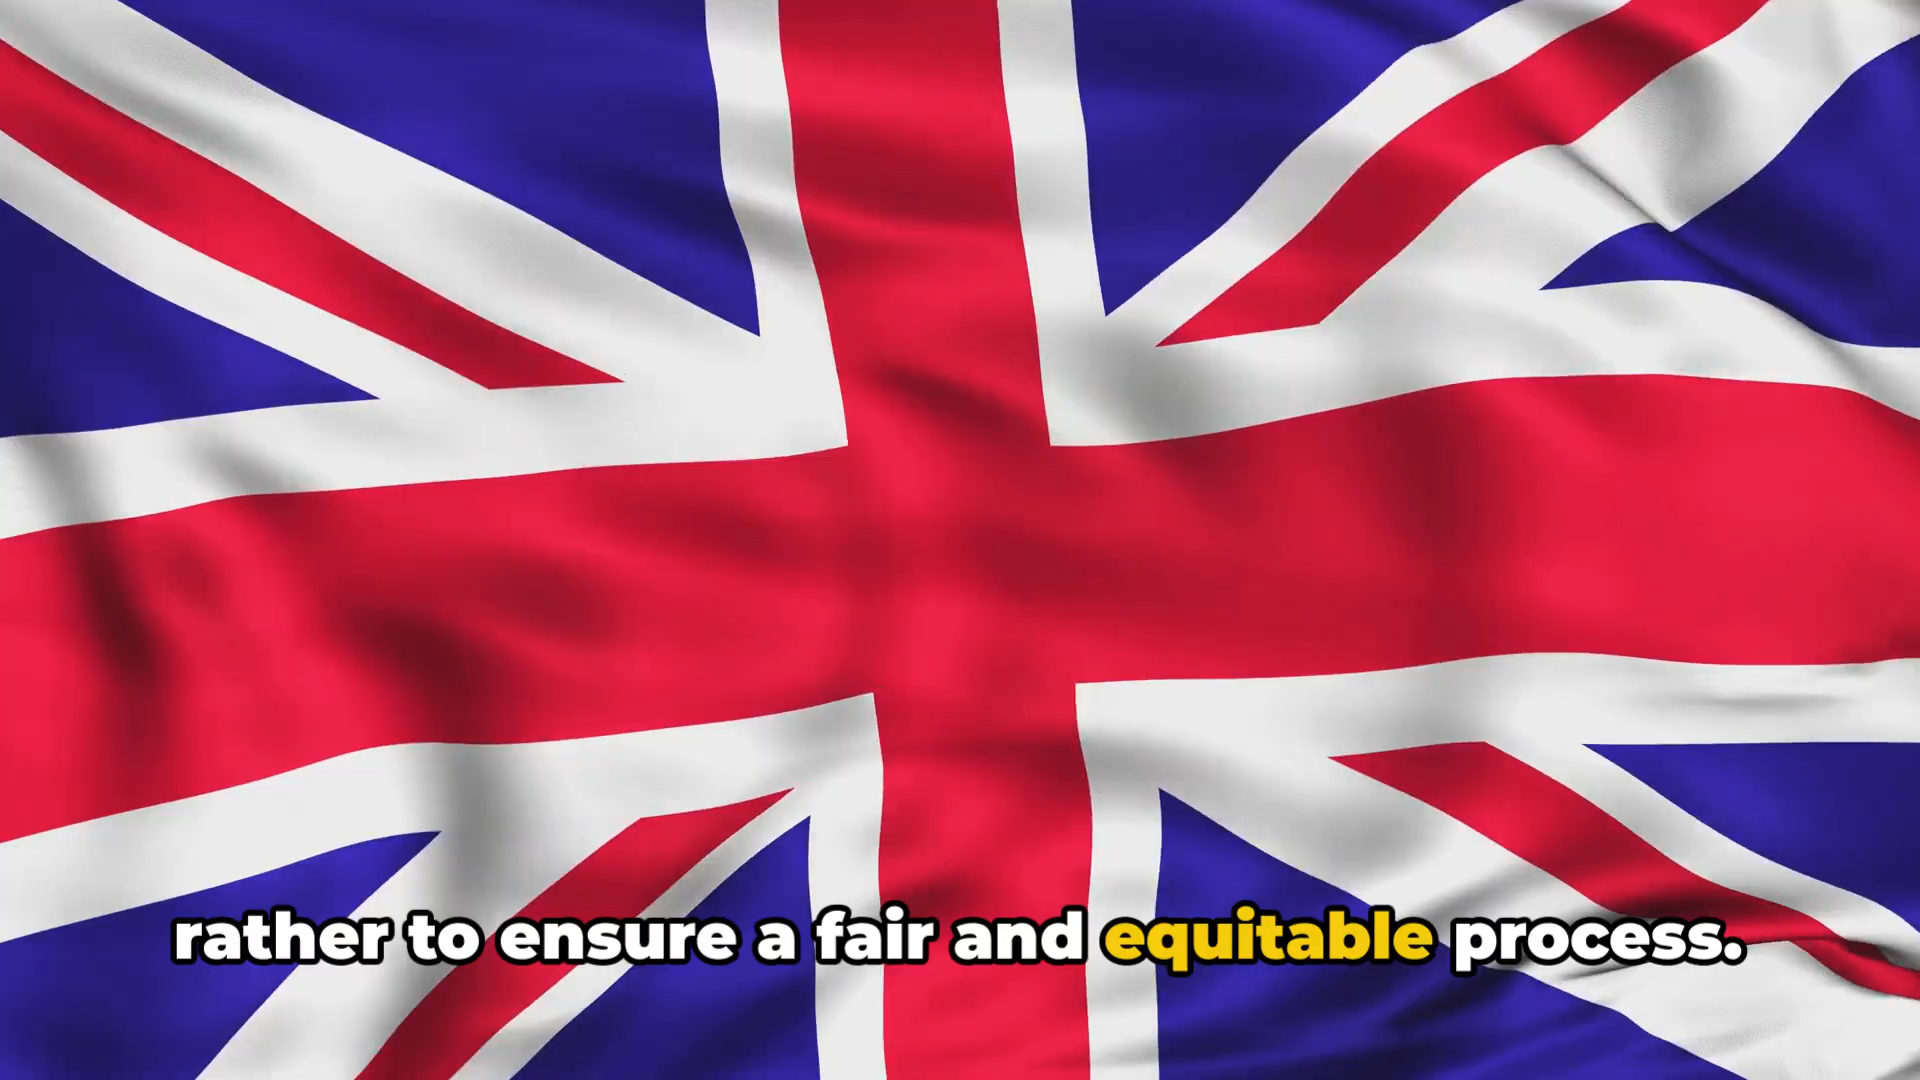 rather to ensure a fair and equitable process.